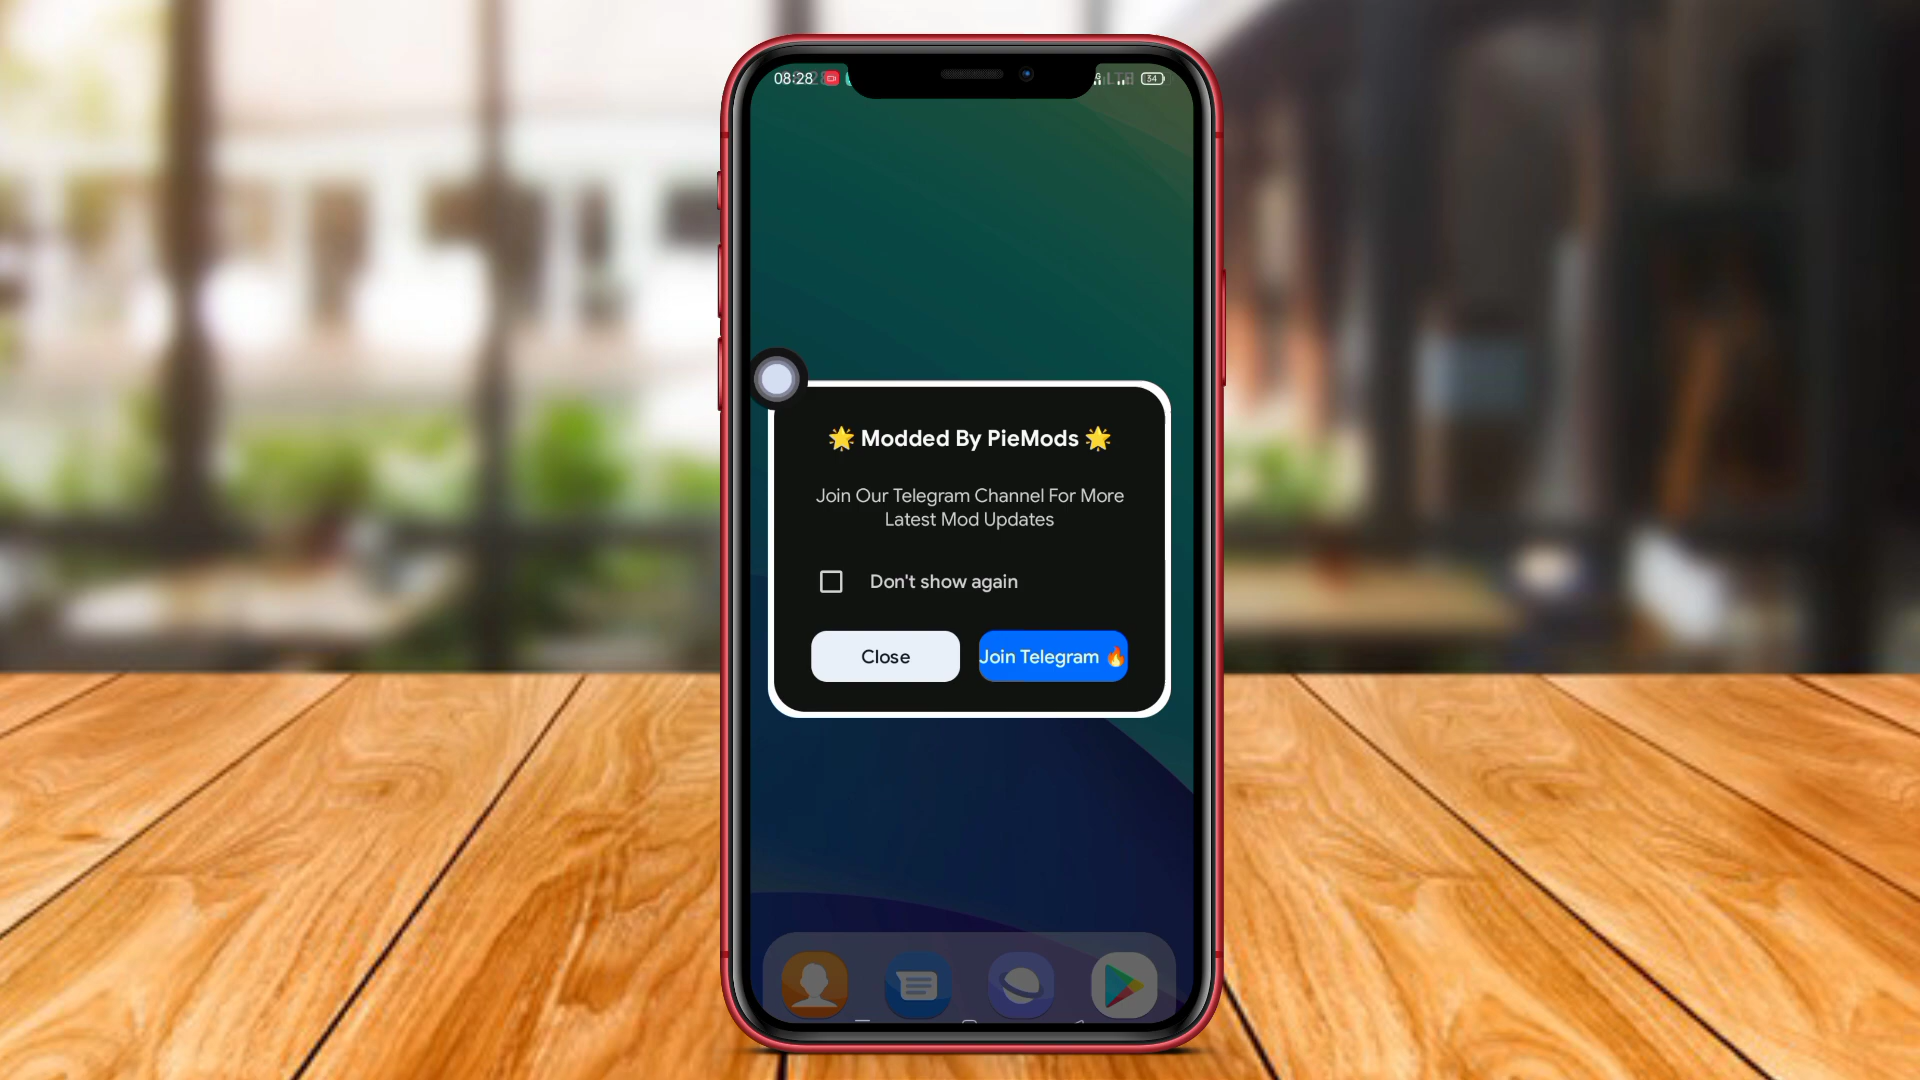 08:28
34
🌟 Modded By PieMods 🌟
Join Our Telegram Channel For More
Latest Mod Updates
Don't show again
Close
Join Telegram 🔥